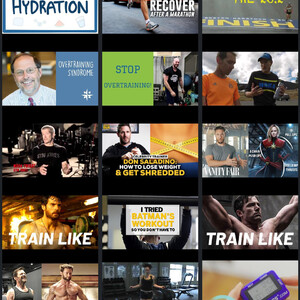 HYDRATION
RECOVER
AFTER A MARATHON
THE 26.2
FINISH
OVERTRAINING
SYNDROME
STOP
OVERTRAINING!
DON SALADINO:
HOW TO LOSE WEIGHT
& GET SHREDDED
VANITY FAIR
TRAIN LIKE
I TRIED
BATMAN'S
WORKOUT
SO YOU DON'T HAVE TO
TRAIN LIKE